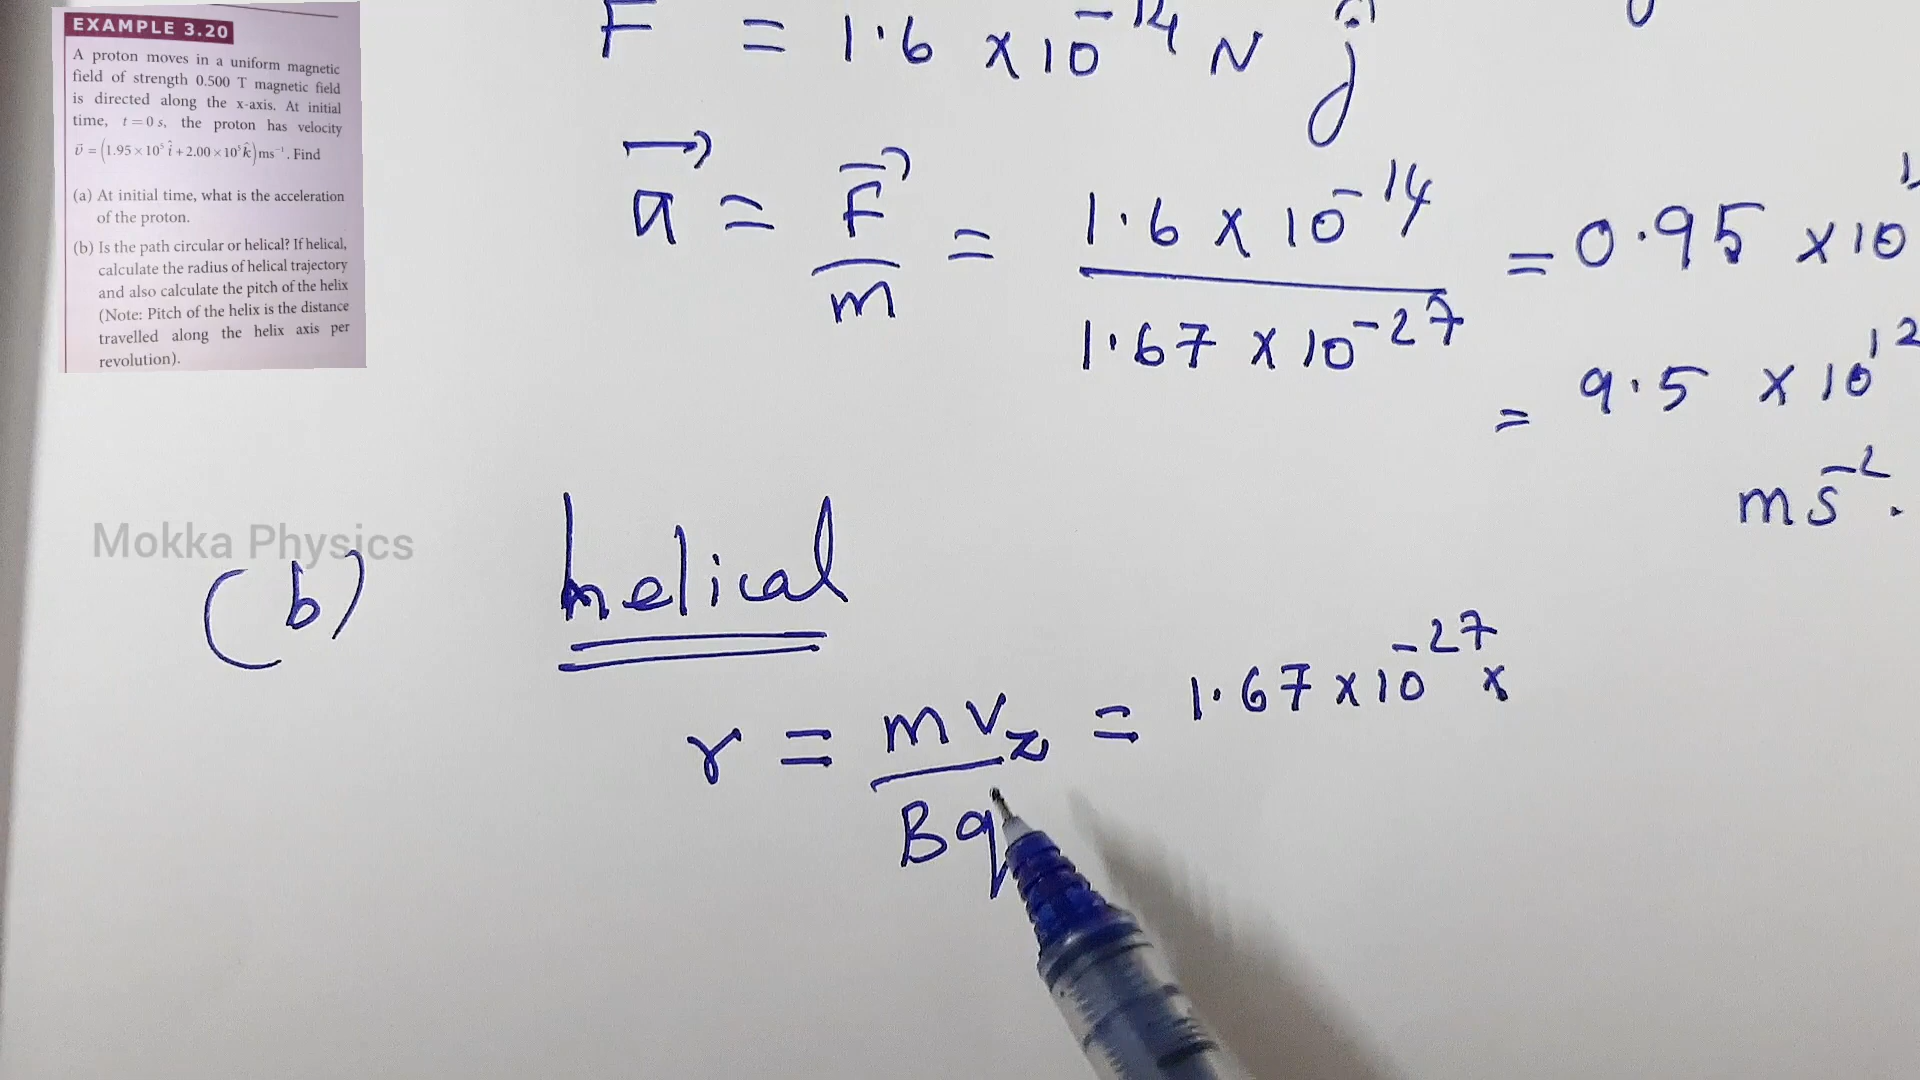 EXAMPLE 3.20
A proton moves in a uniform magnetic
field of strength 0.500 T magnetic field
is directed along the x-axis. At initial
time, t = 0 s, the proton has velocity
υ⃗ = (1.95 × 10⁵ î + 2.00 × 10⁵ k̂) ms⁻¹. Find
(a) At initial time, what is the acceleration
of the proton.
(b) Is the path circular or helical? If helical,
calculate the radius of helical trajectory
and also calculate the pitch of the helix
(Note: Pitch of the helix is the distance
travelled along the helix axis per
revolution).
F = 1.6 × 10⁻¹⁴ N ĵ
a⃗ = F⃗/m = 1.6 × 10⁻¹⁴ / 1.67 × 10⁻²⁷ = 0.95 × 10
= 9.5 × 10¹²
ms⁻².
Mokka Physics
(b) helical
r = mv_z / Bq = 1.67 × 10⁻²⁷ ×